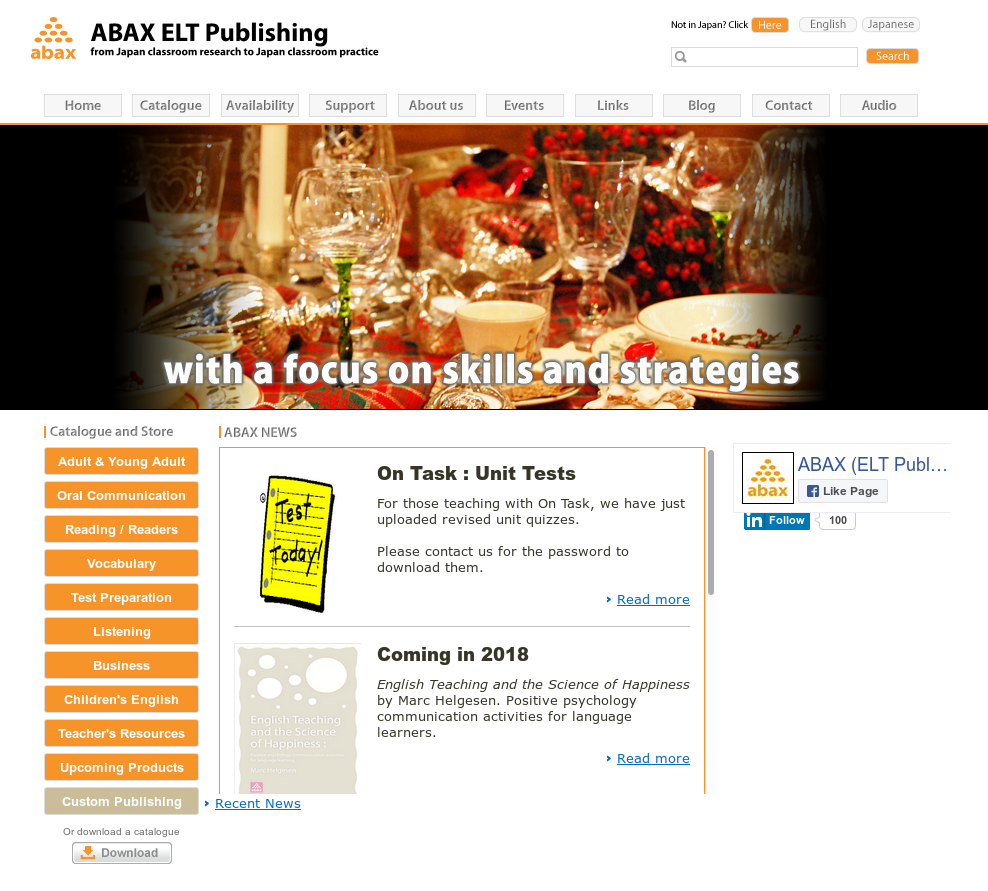 abax
ABAX ELT Publishing
from Japan classroom research to Japan classroom practice
Not in Japan? Click Here English Japanese
Search
Home Catalogue Availability Support About us Events Links Blog Contact Audio
with a focus on skills and strategies
Catalogue and Store
Adult & Young Adult
Oral Communication
Reading / Readers
Vocabulary
Test Preparation
Listening
Business
Children's English
Teacher's Resources
Upcoming Products
Custom Publishing
Or download a catalogue
Download
ABAX NEWS
Test
Today!
On Task : Unit Tests
For those teaching with On Task, we have just
uploaded revised unit quizzes.
Please contact us for the password to
download them.
Read more
English Teaching
and the Science
of Happiness :
Marc Helgesen
Coming in 2018
English Teaching and the Science of Happiness
by Marc Helgesen. Positive psychology
communication activities for language
learners.
Read more
Recent News
abax
ABAX (ELT Publ...
Like Page
in Follow 100